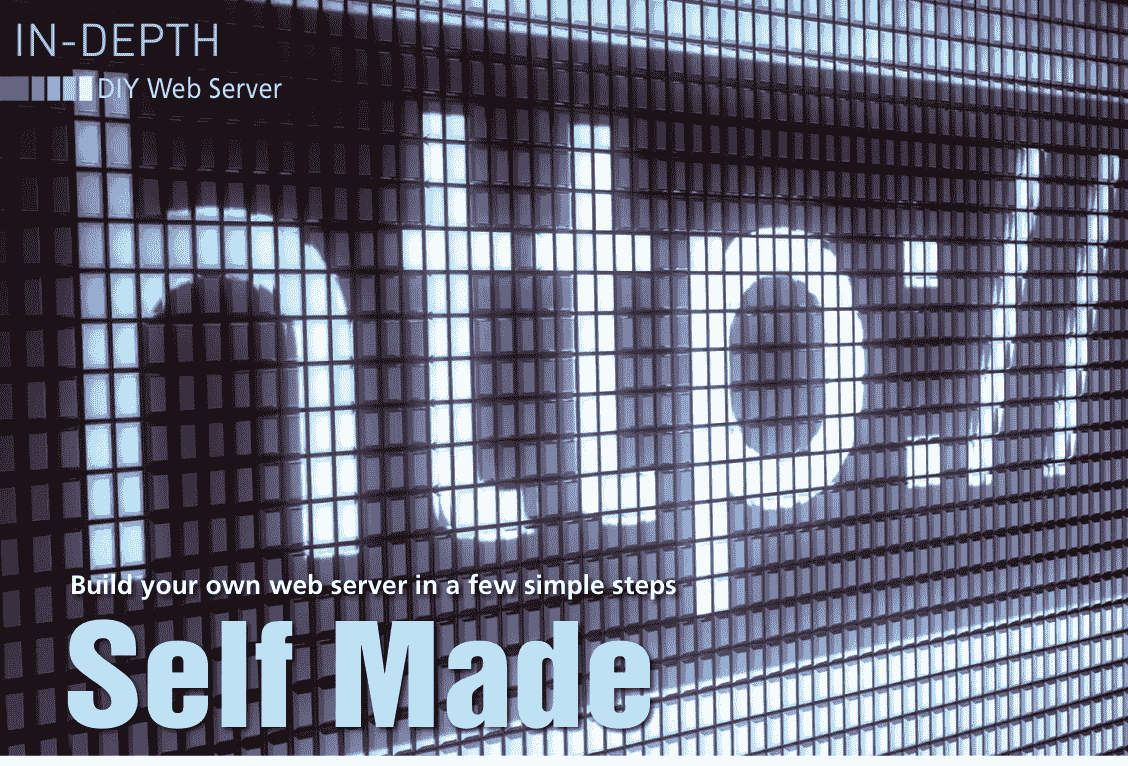 IN-DEPTH
DIY Web Server
http://
Build your own web server in a few simple steps
Self Made